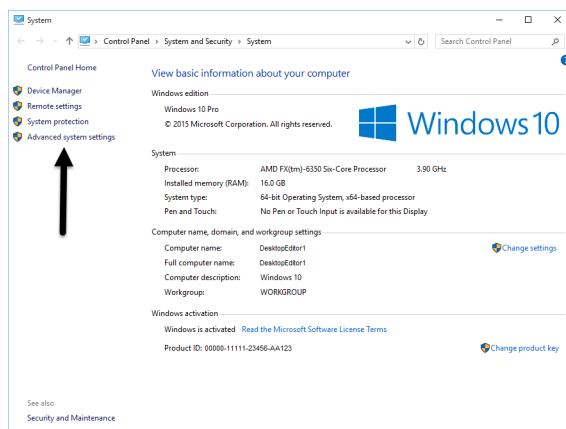 System
Control Panel > System and Security > System
Search Control Panel
Control Panel Home
Device Manager
Remote settings
System protection
Advanced system settings
View basic information about your computer
Windows edition
Windows 10 Pro
© 2015 Microsoft Corporation. All rights reserved.
Windows 10
System
Processor: AMD FX(tm)-6350 Six-Core Processor 3.90 GHz
Installed memory (RAM): 16.0 GB
System type: 64-bit Operating System, x64-based processor
Pen and Touch: No Pen or Touch Input is available for this Display
Computer name, domain, and workgroup settings
Computer name: DesktopEditor1
Change settings
Full computer name: DesktopEditor1
Computer description: Windows 10
Workgroup: WORKGROUP
Windows activation
Windows is activated Read the Microsoft Software License Terms
Product ID: 00000-11111-23456-AA123
Change product key
See also
Security and Maintenance